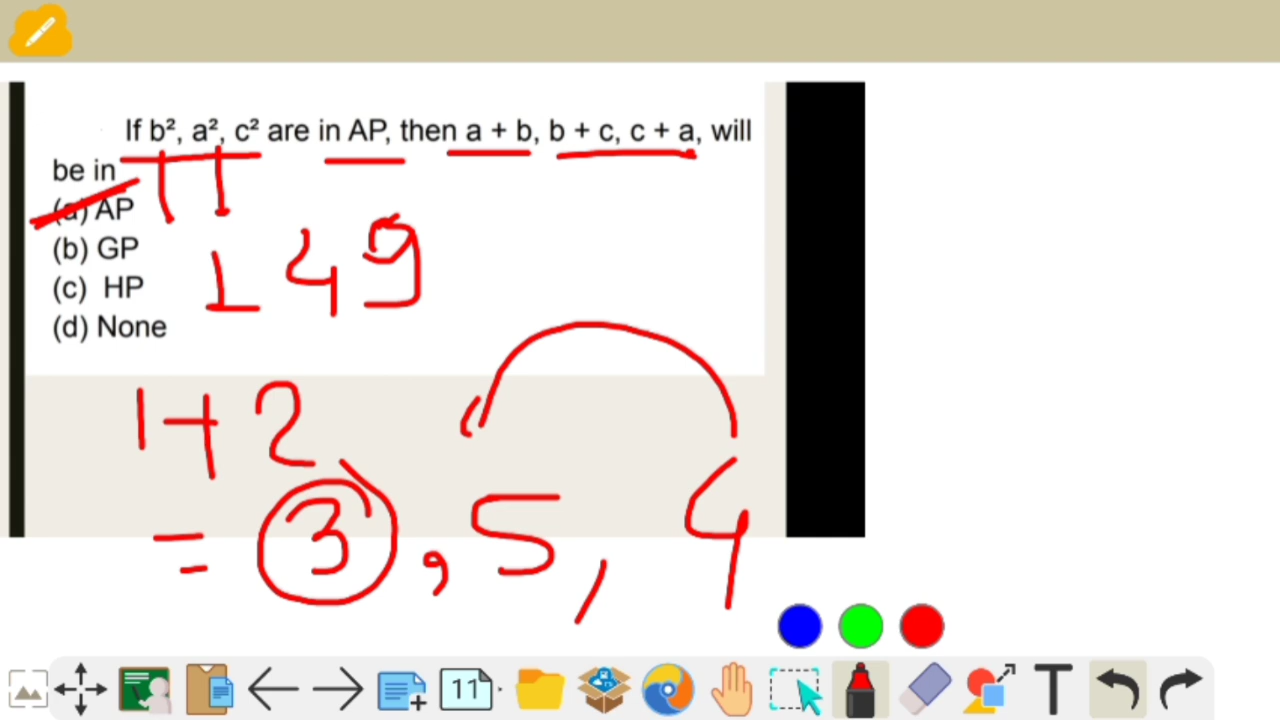 If b², a², c² are in AP, then a + b, b + c, c + a, will
be in
(a) AP
(b) GP
(c) HP
(d) None
1 4 9
1+2
= 3, 5, 4
11
T